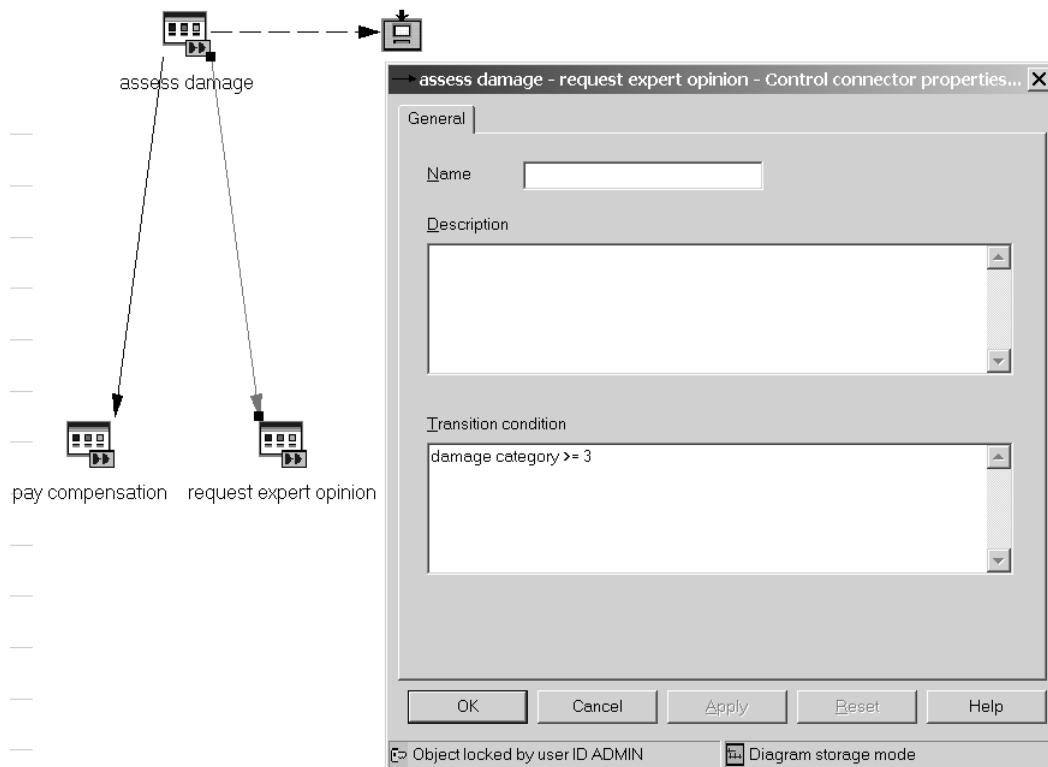 assess damage
pay compensation
request expert opinion
assess damage - request expert opinion - Control connector properties...
General
Name
Description
Transition condition
damage category >= 3
OK
Cancel
Apply
Reset
Help
Object locked by user ID ADMIN
Diagram storage mode